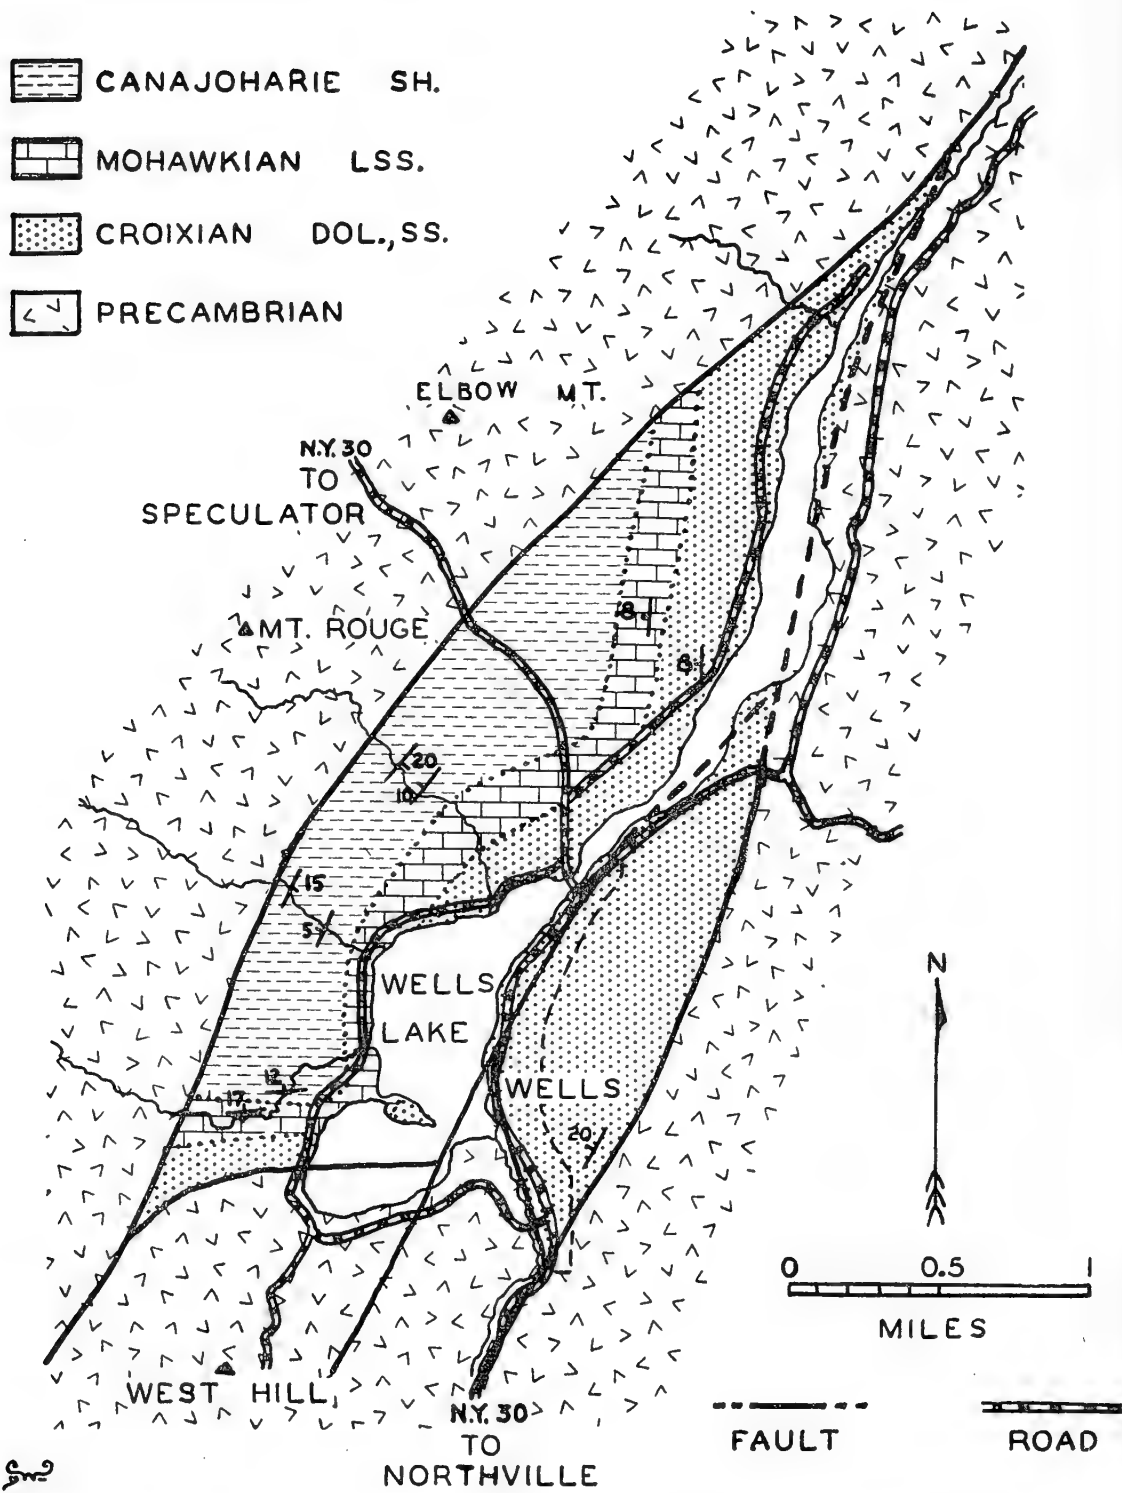 CANAJOHARIE SH.
MOHAWKIAN LSS.
CROIXIAN DOL., SS.
PRECAMBRIAN
ELBOW MT.
N.Y. 30
TO
SPECULATOR
8
MT. ROUGE
8
20
10
15
5
WELLS
LAKE
N
12
17
WELLS
20
0 0.5 1
MILES
WEST HILL
N.Y. 30
TO
NORTHVILLE
FAULT
ROAD